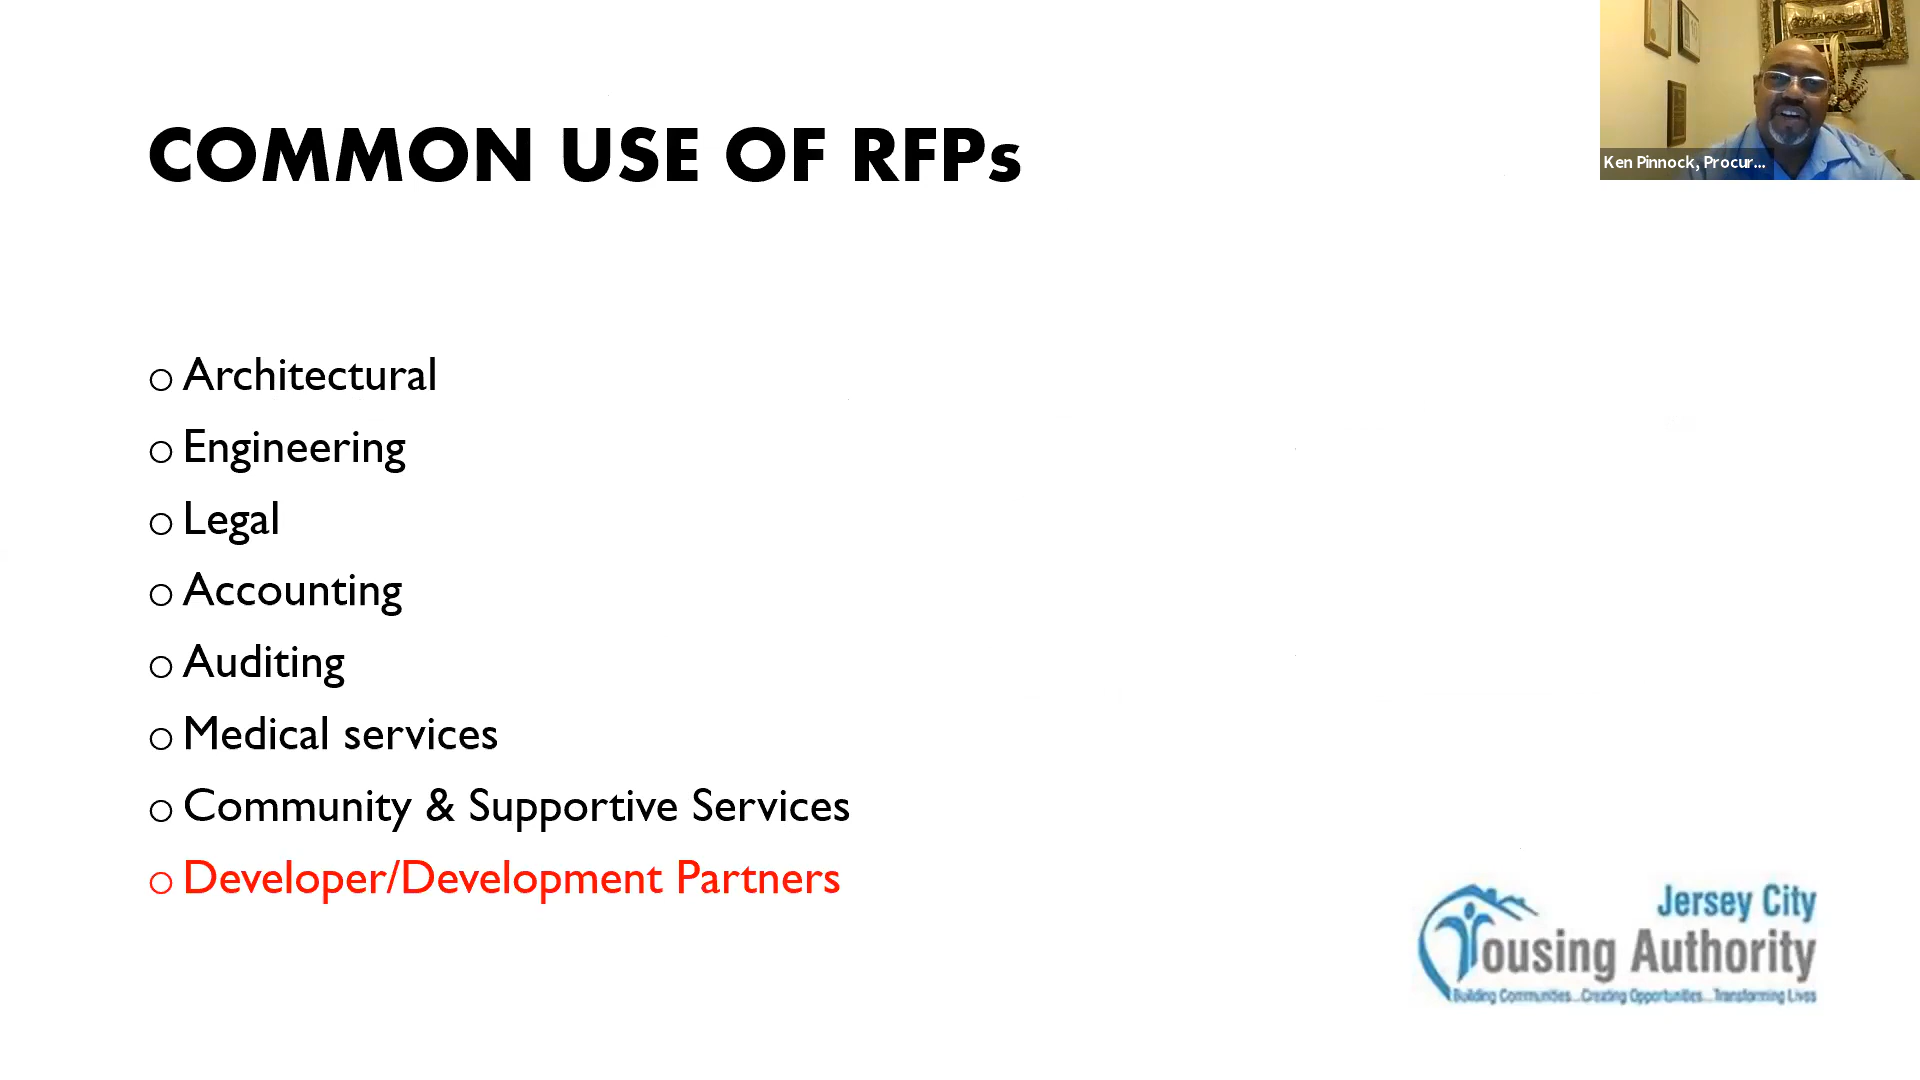 COMMON USE OF RFPs
Ken Pinnock, Procur...
o Architectural
o Engineering
o Legal
o Accounting
o Auditing
o Medical services
o Community & Supportive Services
o Developer/Development Partners
Jersey City
Housing Authority
Building Communities...Creating Opportunities...Transforming Lives